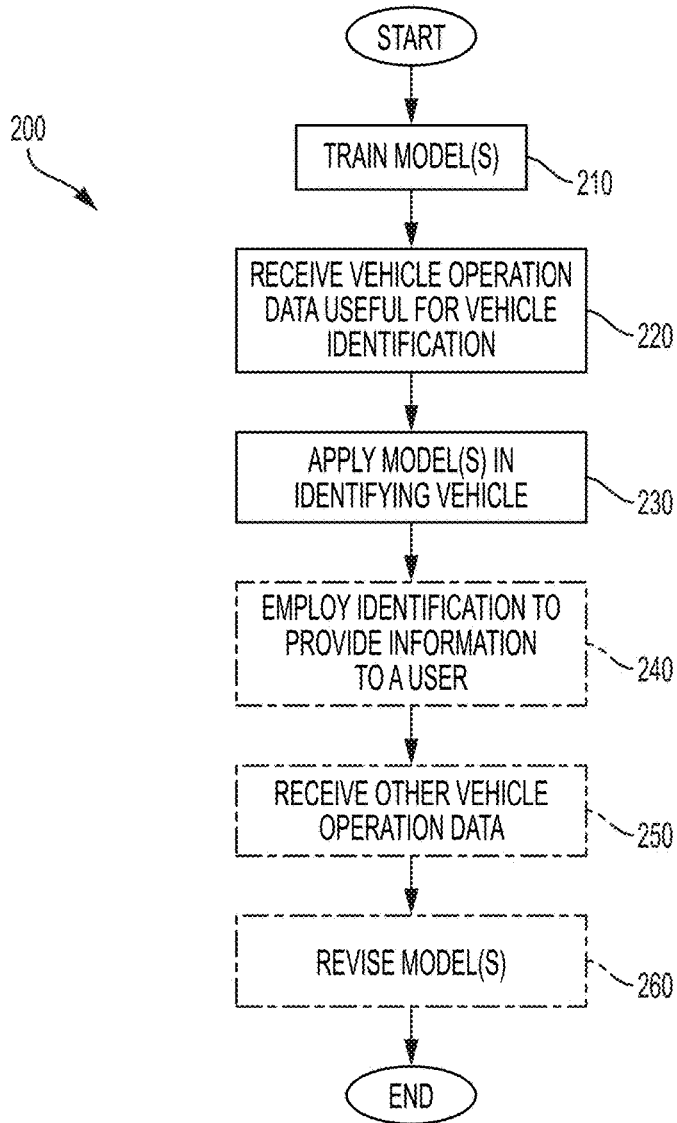 START
200
TRAIN MODEL(S)
210
RECEIVE VEHICLE OPERATION
DATA USEFUL FOR VEHICLE
IDENTIFICATION
220
APPLY MODEL(S) IN
IDENTIFYING VEHICLE
230
EMPLOY IDENTIFICATION TO
PROVIDE INFORMATION
TO A USER
240
RECEIVE OTHER VEHICLE
OPERATION DATA
250
REVISE MODEL(S)
260
END